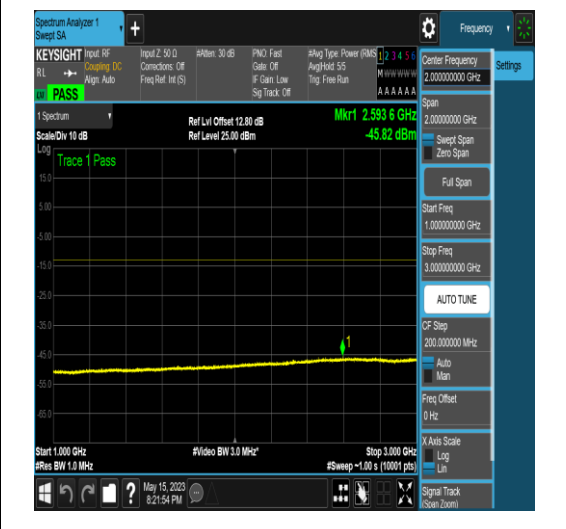 Spectrum Analyzer 1
Swept SA
Frequency
KEYSIGHT
RL
PASS
Input: RF
Coupling: DC
Align: Auto
Input Z: 50 Ω
Corrections: Off
Freq Ref: Int (S)
#Atten: 30 dB
PNO: Fast
Gate: Off
IF Gain: Low
Sig Track: Off
#Avg Type: Power (RMS)
Avg|Hold: 5/5
Trig: Free Run
1 2 3 4 5 6
M W W W W W
A A A A A A
Center Frequency
2.000000000 GHz
Settings
Span
2.00000000 GHz
Swept Span
Zero Span
Full Span
Start Freq
1.000000000 GHz
Stop Freq
3.000000000 GHz
AUTO TUNE
CF Step
200.000000 MHz
Auto
Man
Freq Offset
0 Hz
X Axis Scale
Log
Lin
Signal Track
(Span Zoom)
1 Spectrum
Scale/Div 10 dB
Ref Lvl Offset 12.80 dB
Ref Level 25.00 dBm
Mkr1 2.593 6 GHz
-45.82 dBm
Log
Trace 1 Pass
15.0
5.00
-5.00
-15.0
-25.0
-35.0
-45.0
-55.0
-65.0
1
Start 1.000 GHz
#Res BW 1.0 MHz
#Video BW 3.0 MHz*
Stop 3.000 GHz
#Sweep ~1.00 s (10001 pts)
?
May 15, 2023
8:21:54 PM